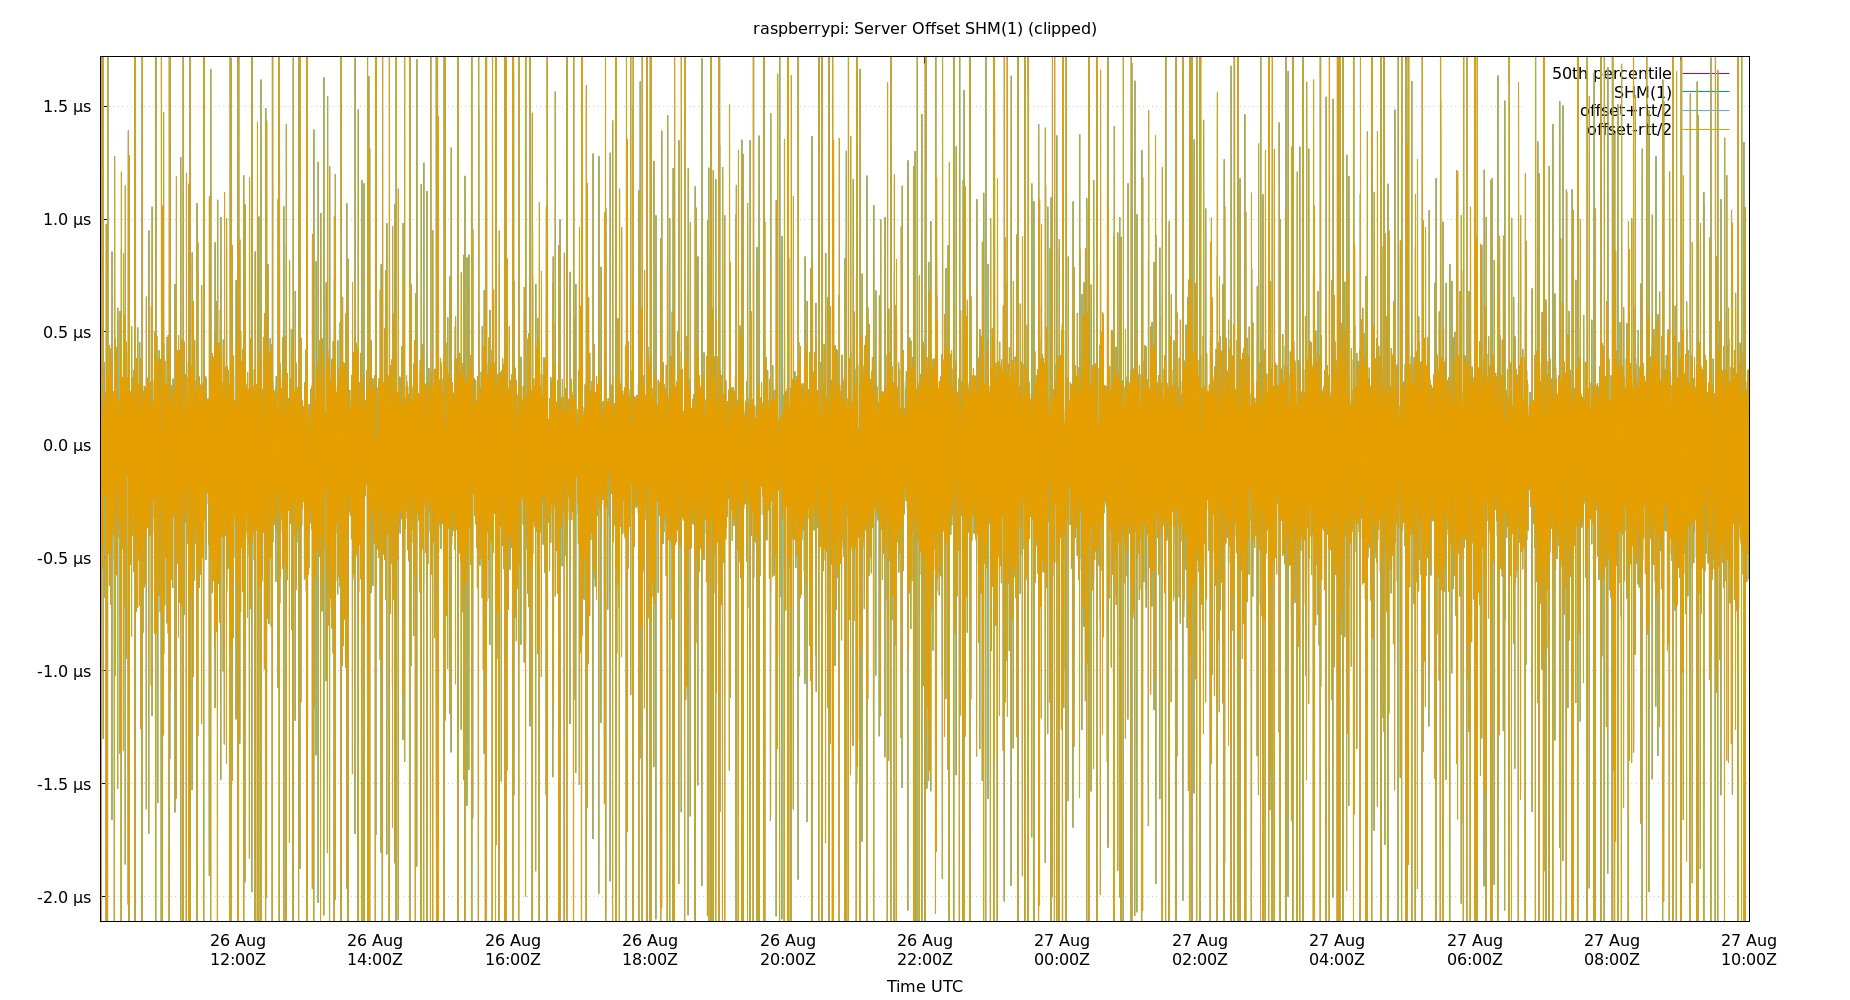 raspberrypi: Server Offset SHM(1) (clipped)
50th percentile
SHM(1)
offset+rtt/2
offset-rtt/2
1.5 µs
1.0 µs
0.5 µs
0.0 µs
-0.5 µs
-1.0 µs
-1.5 µs
-2.0 µs
26 Aug 26 Aug 26 Aug 26 Aug 26 Aug 26 Aug 27 Aug 27 Aug 27 Aug 27 Aug 27 Aug 27 Aug
12:00Z 14:00Z 16:00Z 18:00Z 20:00Z 22:00Z 00:00Z 02:00Z 04:00Z 06:00Z 08:00Z 10:00Z
Time UTC